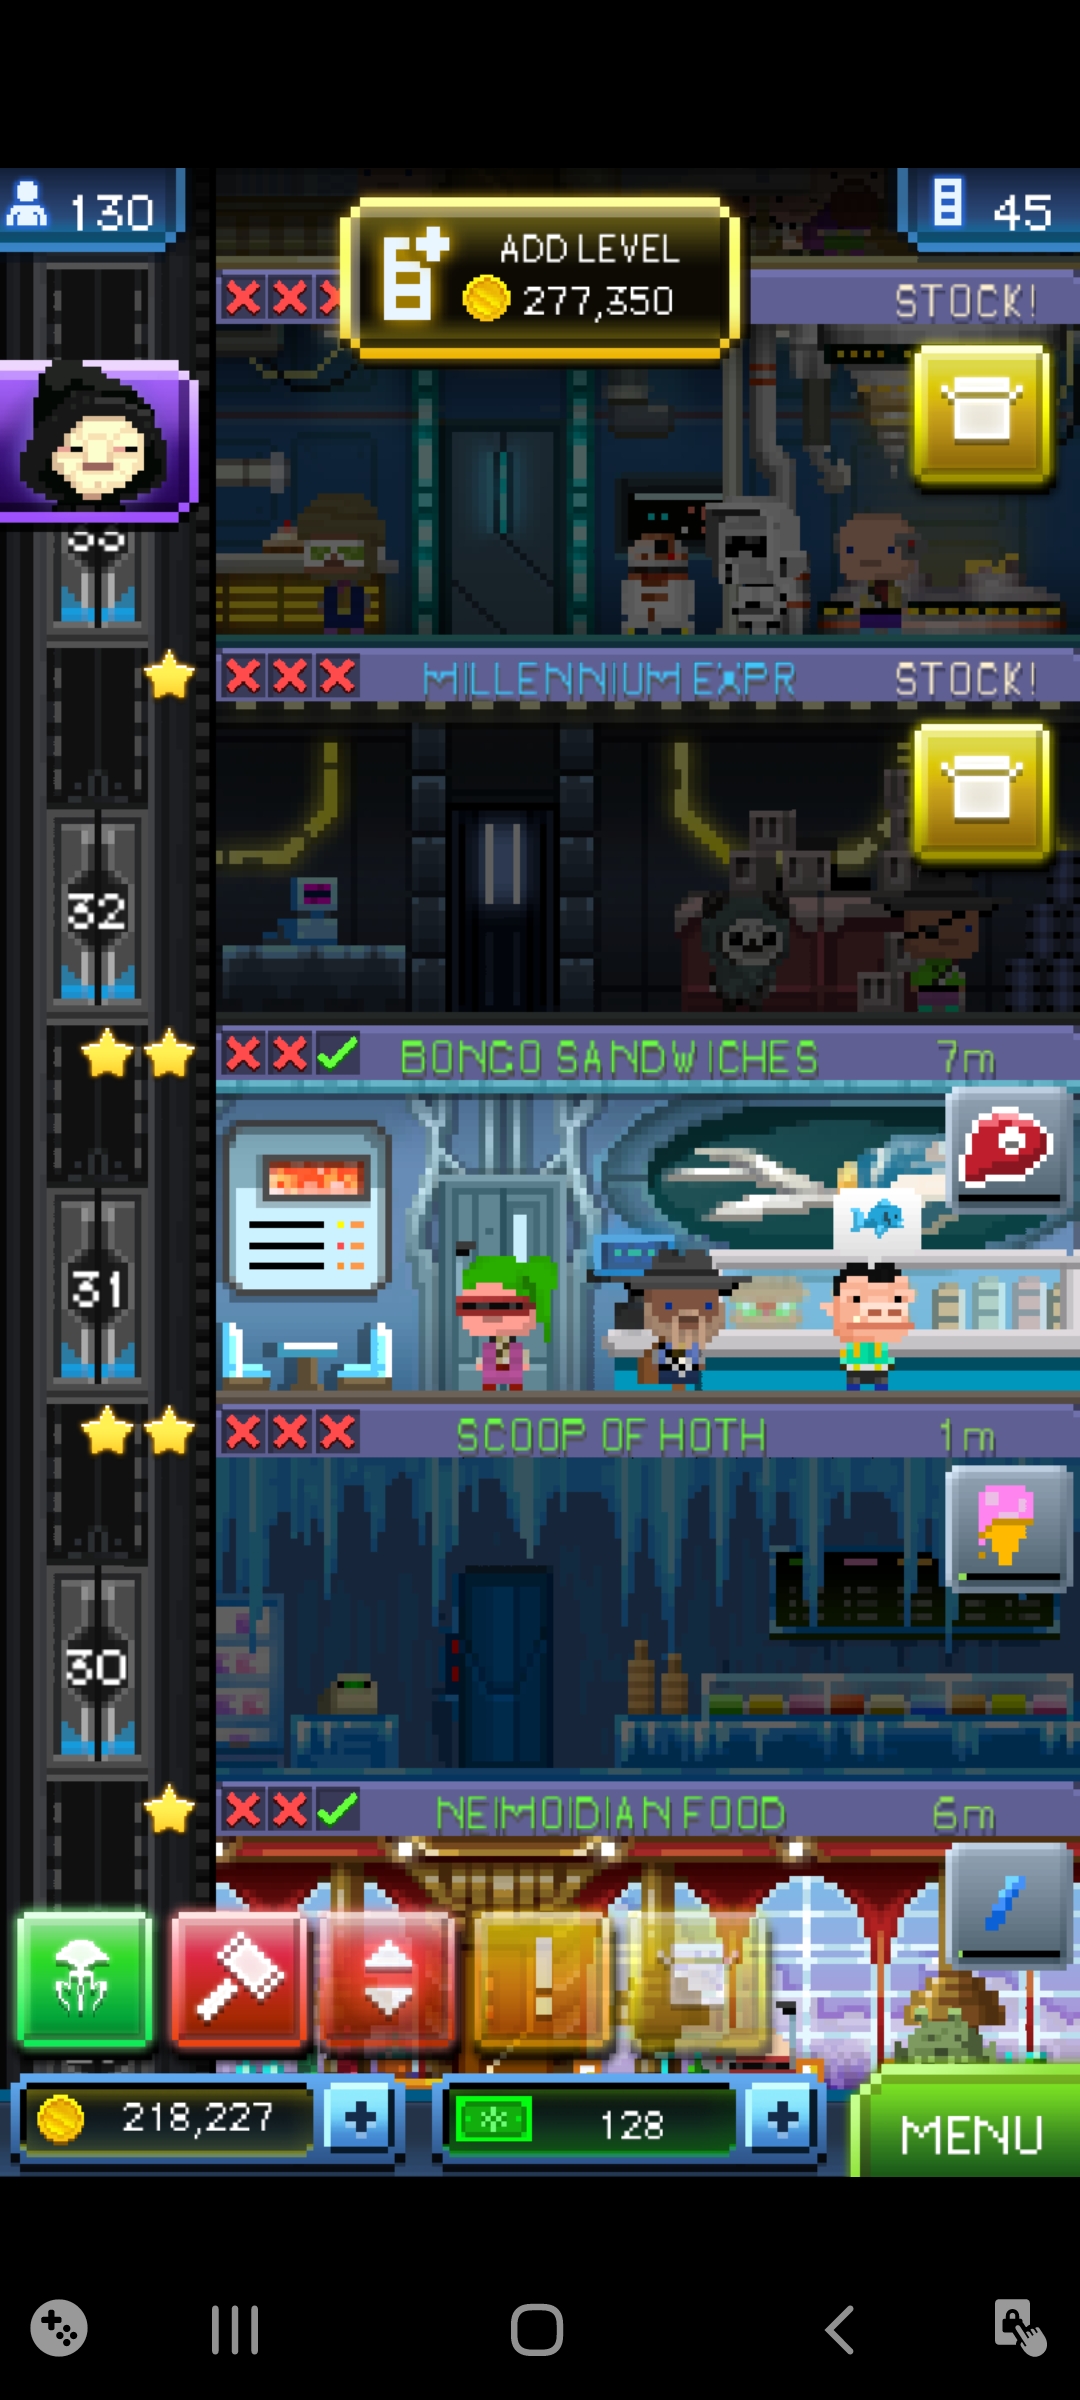 130
ADD LEVEL
277,350
45
STOCK!
MILLENNIUM EXPR
STOCK!
32
BONGO SANDWICHES
7m
31
SCOOP OF HOTH
1m
30
NEIMOIDIAN FOOD
6m
218,227
128
MENU